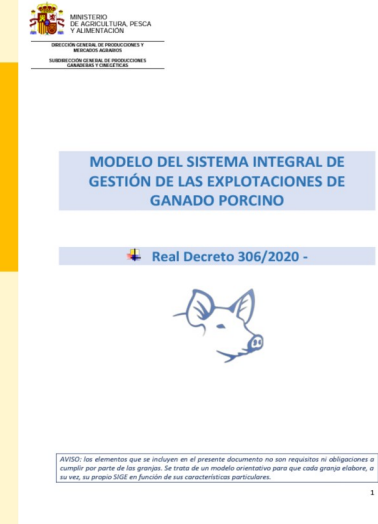 MINISTERIO
DE AGRICULTURA, PESCA
Y ALIMENTACIÓN
DIRECCIÓN GENERAL DE PRODUCCIONES Y
MERCADOS AGRARIOS
SUBDIRECCIÓN GENERAL DE PRODUCCIONES
GANADERAS Y CINEGÉTICAS
MODELO DEL SISTEMA INTEGRAL DE
GESTIÓN DE LAS EXPLOTACIONES DE
GANADO PORCINO
Real Decreto 306/2020 -
AVISO: los elementos que se incluyen en el presente documento no son requisitos ni obligaciones a
cumplir por parte de las granjas. Se trata de un modelo orientativo para que cada granja elabore, a
su vez, su propio SIGE en función de sus características particulares.
1